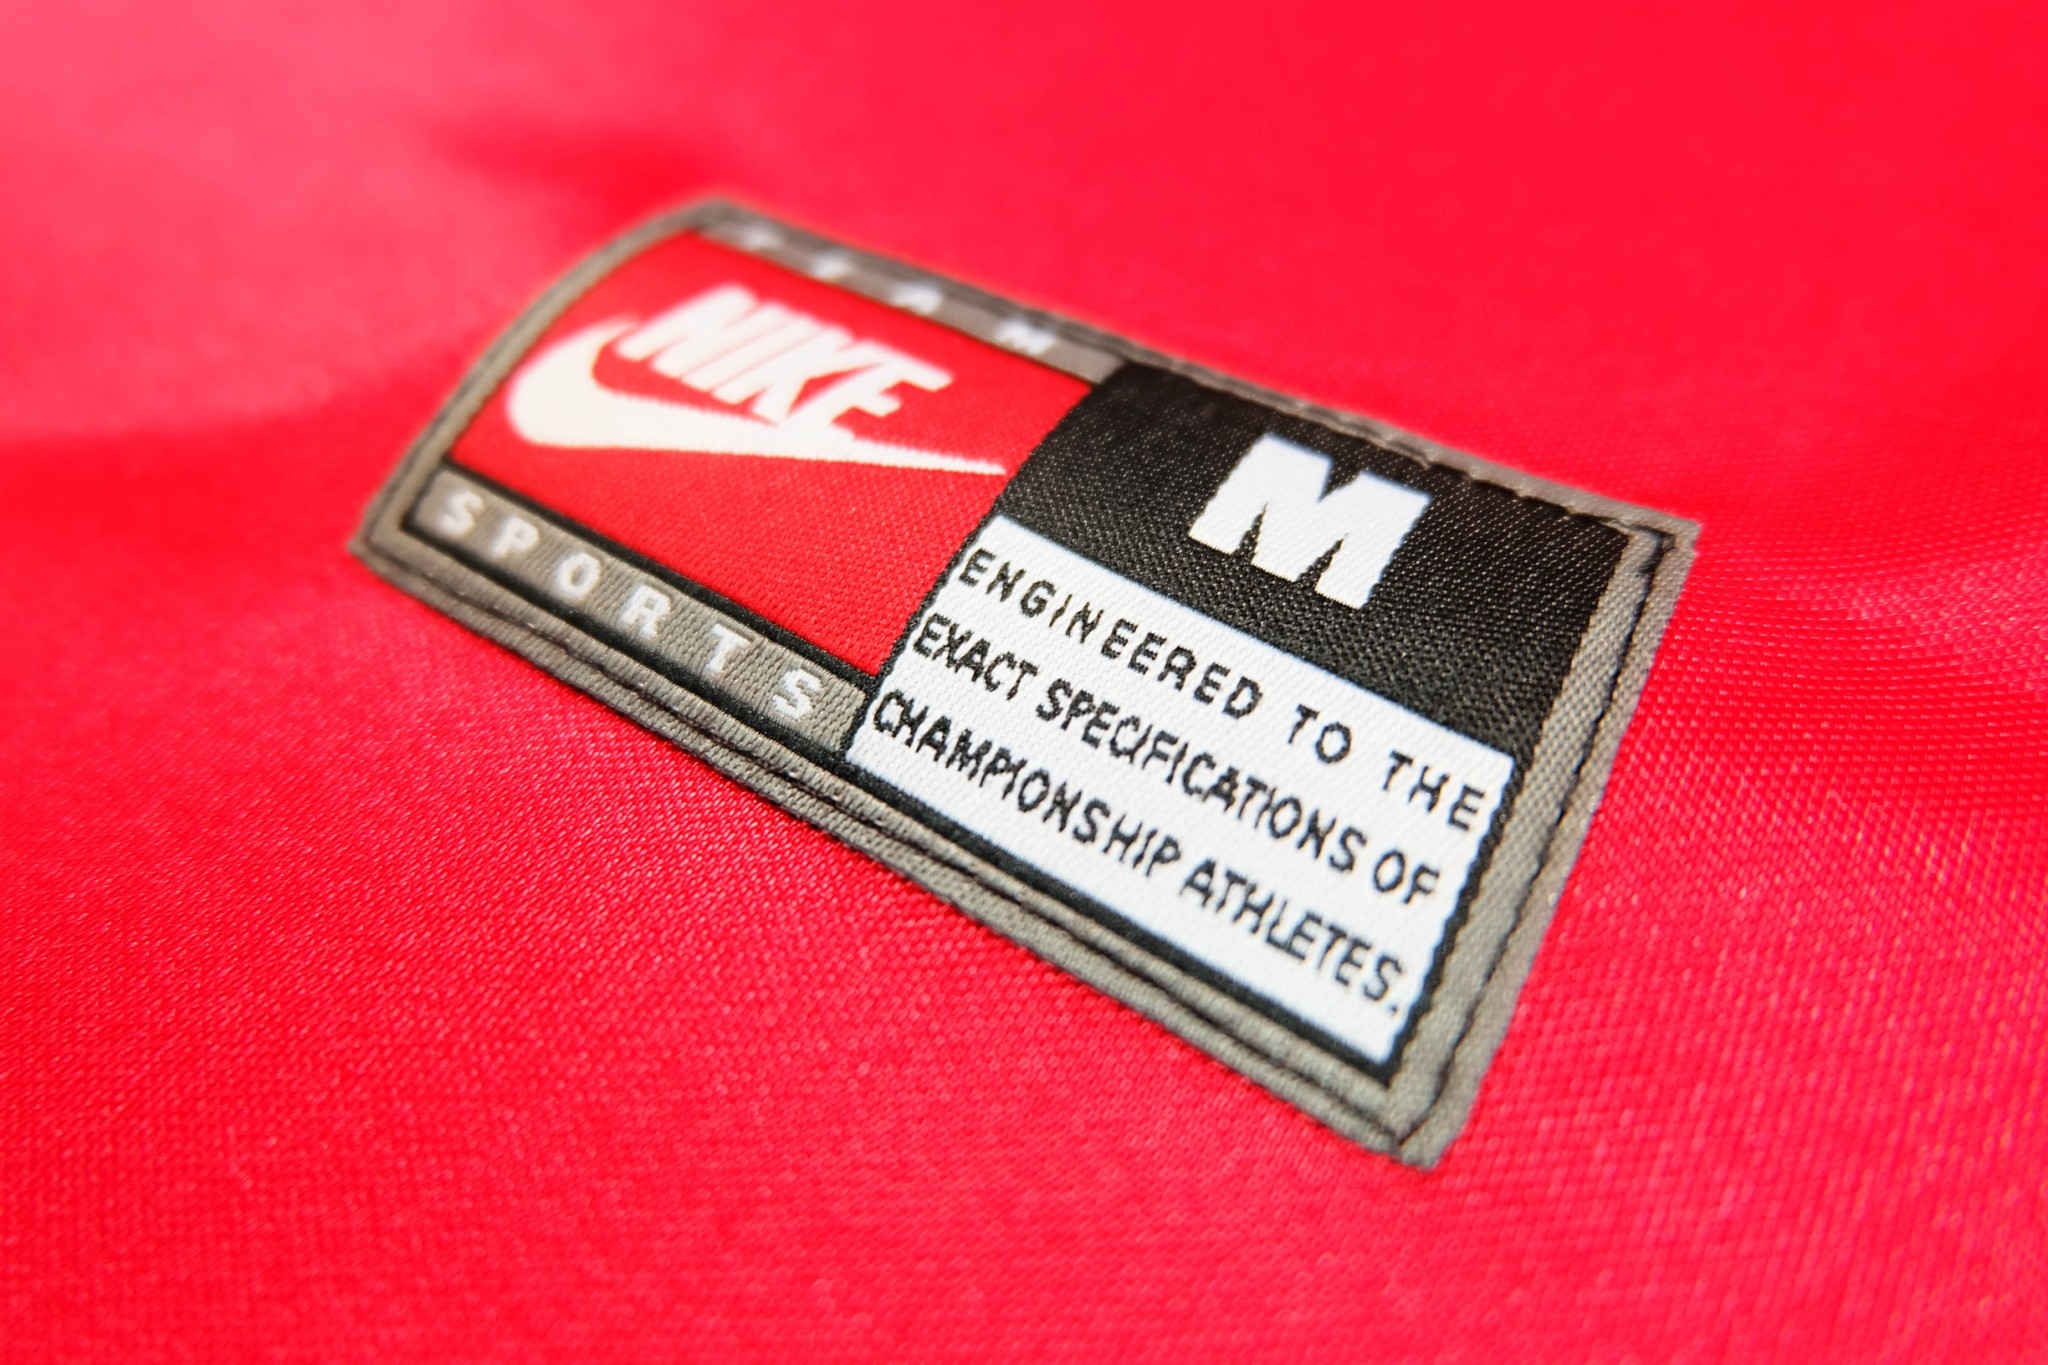 TEAM
NIKE
SPORTS
M
ENGINEERED TO THE
EXACT SPECIFICATIONS OF
CHAMPIONSHIP ATHLETES.